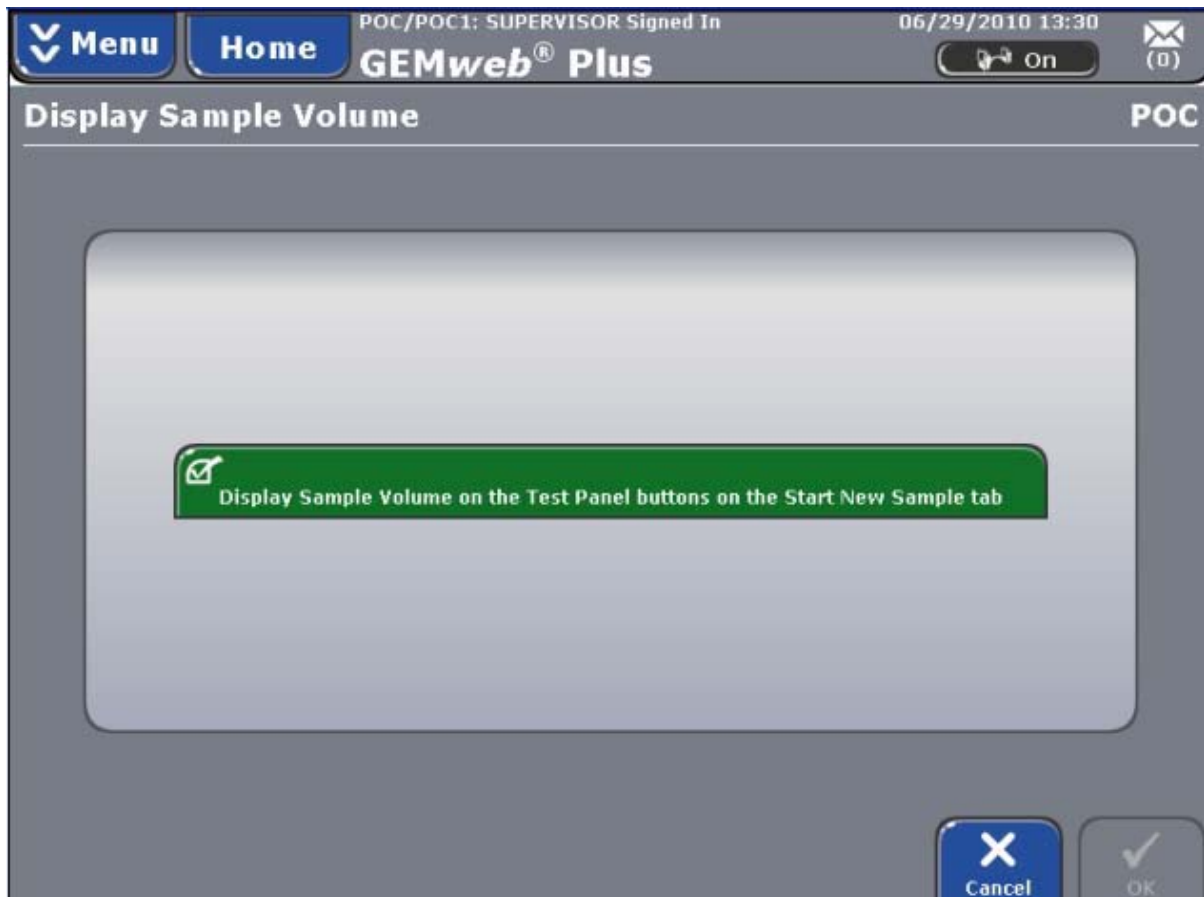 POC/POC1: SUPERVISOR Signed In
06/29/2010 13:30
Menu
Home
GEMweb® Plus
On
(0)
Display Sample Volume
POC
Display Sample Volume on the Test Panel buttons on the Start New Sample tab
Cancel
OK